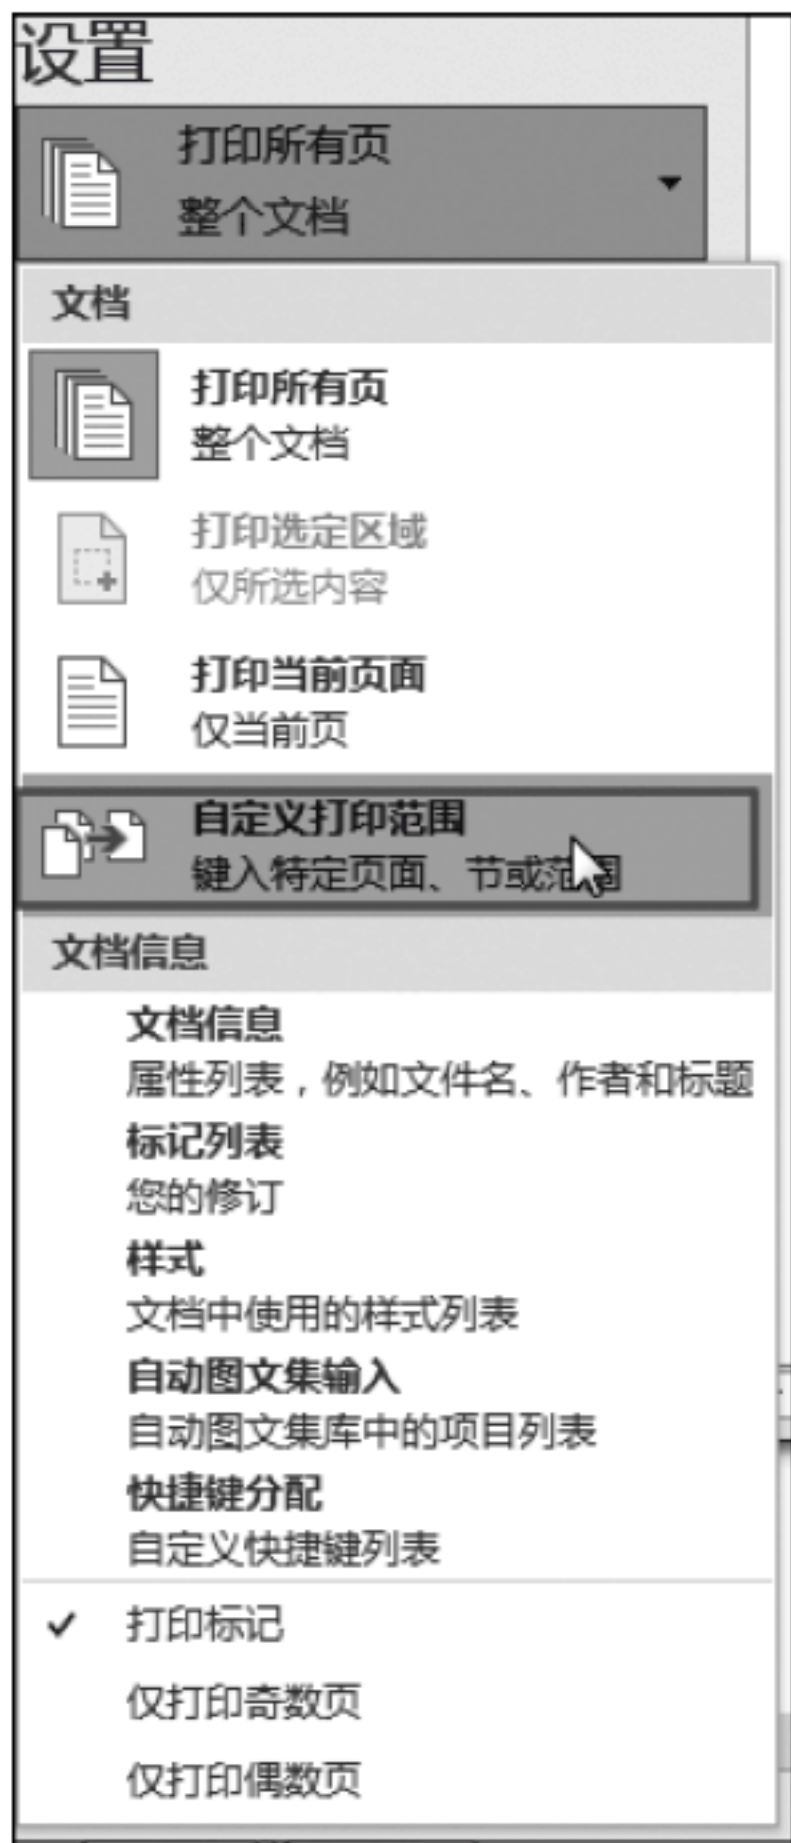 设置
打印所有页
整个文档
文档
打印所有页
整个文档
打印选定区域
仅所选内容
打印当前页面
仅当前页
自定义打印范围
键入特定页面、节或范围
文档信息
文档信息
属性列表，例如文件名、作者和标题
标记列表
您的修订
样式
文档中使用的样式列表
自动图文集输入
自动图文集库中的项目列表
快捷键分配
自定义快捷键列表
打印标记
仅打印奇数页
仅打印偶数页